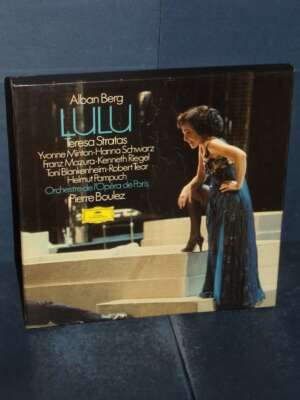 Alban Berg
LULU
Teresa Stratas
Yvonne Minton·Hanna Schwarz
Franz Mazura·Kenneth Riegel
Toni Blankenheim·Robert Tear
Helmut Pampuch
Orchestre de l'Opéra de Paris
Pierre Boulez